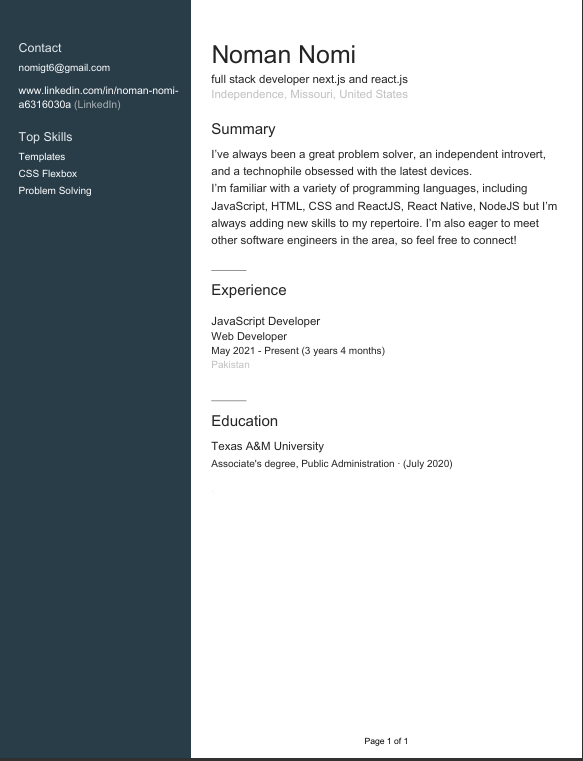 Contact
nomigt6@gmail.com
www.linkedin.com/in/noman-nomi-
a6316030a (LinkedIn)
Top Skills
Templates
CSS Flexbox
Problem Solving
Noman Nomi
full stack developer next.js and react.js
Independence, Missouri, United States
Summary
I’ve always been a great problem solver, an independent introvert,
and a technophile obsessed with the latest devices.
I’m familiar with a variety of programming languages, including
JavaScript, HTML, CSS and ReactJS, React Native, NodeJS but I’m
always adding new skills to my repertoire. I’m also eager to meet
other software engineers in the area, so feel free to connect!
Experience
JavaScript Developer
Web Developer
May 2021 - Present (3 years 4 months)
Pakistan
Education
Texas A&M University
Associate's degree, Public Administration · (July 2020)
Page 1 of 1